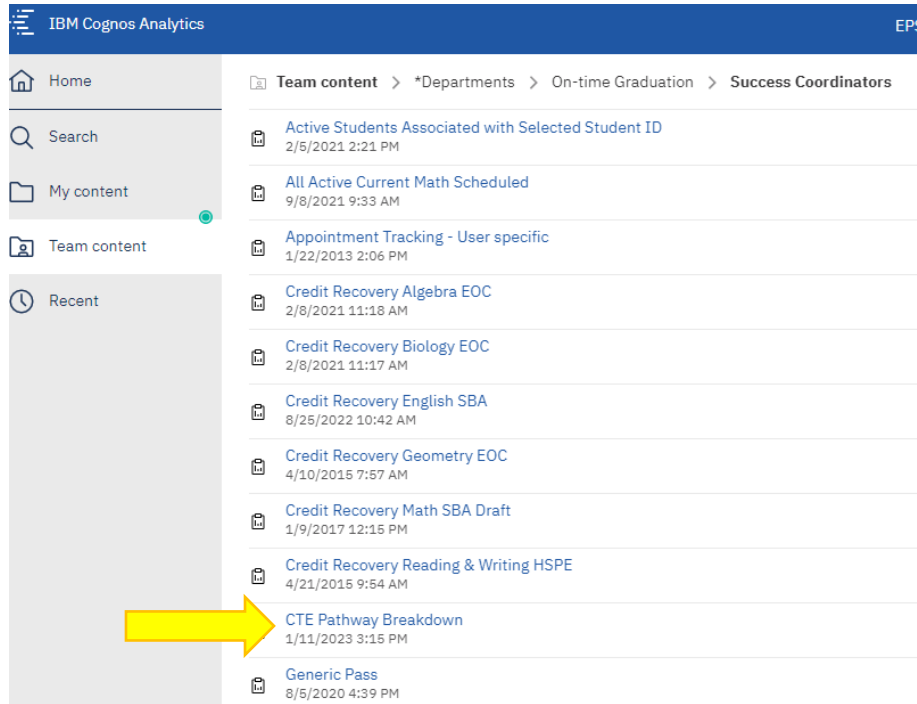 IBM Cognos Analytics
EPS
Home
Team content > *Departments > On-time Graduation > Success Coordinators
Search
My content
Team content
Recent
Active Students Associated with Selected Student ID
2/5/2021 2:21 PM
All Active Current Math Scheduled
9/8/2021 9:33 AM
Appointment Tracking - User specific
1/22/2013 2:06 PM
Credit Recovery Algebra EOC
2/8/2021 11:18 AM
Credit Recovery Biology EOC
2/8/2021 11:17 AM
Credit Recovery English SBA
8/25/2022 10:42 AM
Credit Recovery Geometry EOC
4/10/2015 7:57 AM
Credit Recovery Math SBA Draft
1/9/2017 12:15 PM
Credit Recovery Reading & Writing HSPE
4/21/2015 9:54 AM
CTE Pathway Breakdown
1/11/2023 3:15 PM
Generic Pass
8/5/2020 4:39 PM